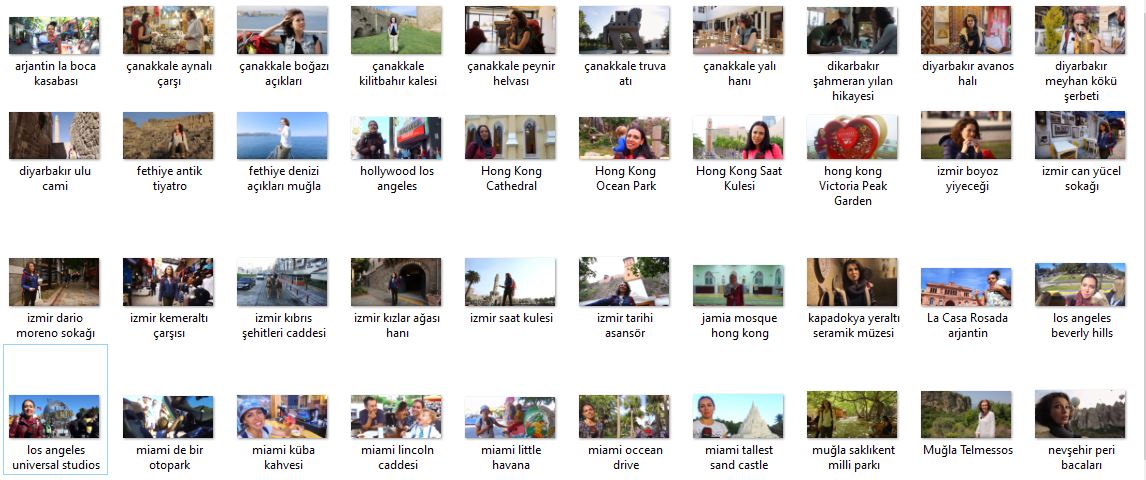 arjantin la boca
kasabası
çanakkale aynalı
çarşı
çanakkale boğazı
açıkları
çanakkale
kilitbahır kalesi
çanakkale peynir
helvası
çanakkale truva
atı
çanakkale yalı
hanı
dikarbakır
şahmeran yılan
hikayesi
diyarbakır avanos
halı
diyarbakır
meyhan kökü
şerbeti
diyarbakır ulu
cami
fethiye antik
tiyatro
fethiye denizi
açıkları muğla
hollywood los
angeles
Hong Kong
Cathedral
Hong Kong
Ocean Park
Hong Kong Saat
Kulesi
hong kong
Victoria Peak
Garden
izmir boyoz
yiyeceği
izmir can yücel
sokağı
izmir dario
moreno sokağı
izmir kemeraltı
çarşısı
izmir kıbrıs
şehitleri caddesi
izmir kızlar ağası
hanı
izmir saat kulesi
izmir tarihi
asansör
jamia mosque
hong kong
kapadokya yeraltı
seramik müzesi
La Casa Rosada
arjantin
los angeles
beverly hills
los angeles
universal studios
miami de bir
otopark
miami küba
kahvesi
miami lincoln
caddesi
miami little
havana
miami occean
drive
miami tallest
sand castle
muğla saklıkent
milli parkı
Muğla Telmessos
nevşehir peri
bacaları